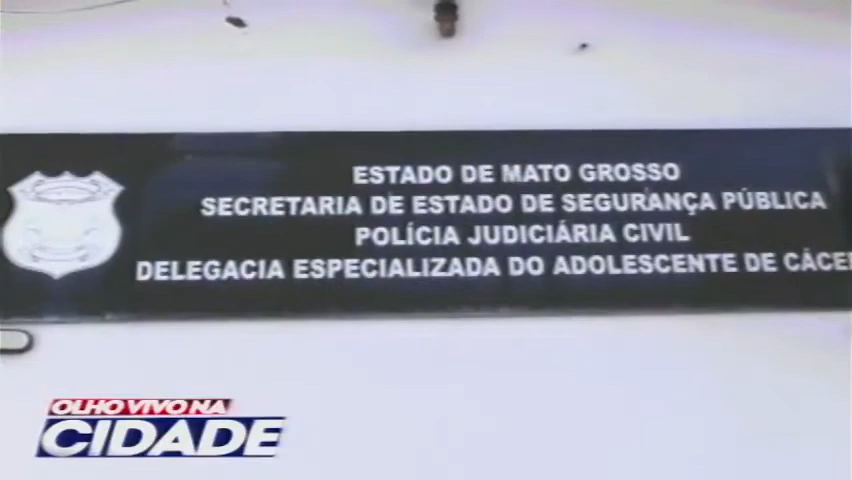 ESTADO DE MATO GROSSO
SECRETARIA DE ESTADO DE SEGURANÇA PÚBLICA
POLÍCIA JUDICIÁRIA CIVIL
DELEGACIA ESPECIALIZADA DO ADOLESCENTE DE
OLHO VIVO NA
CIDADE